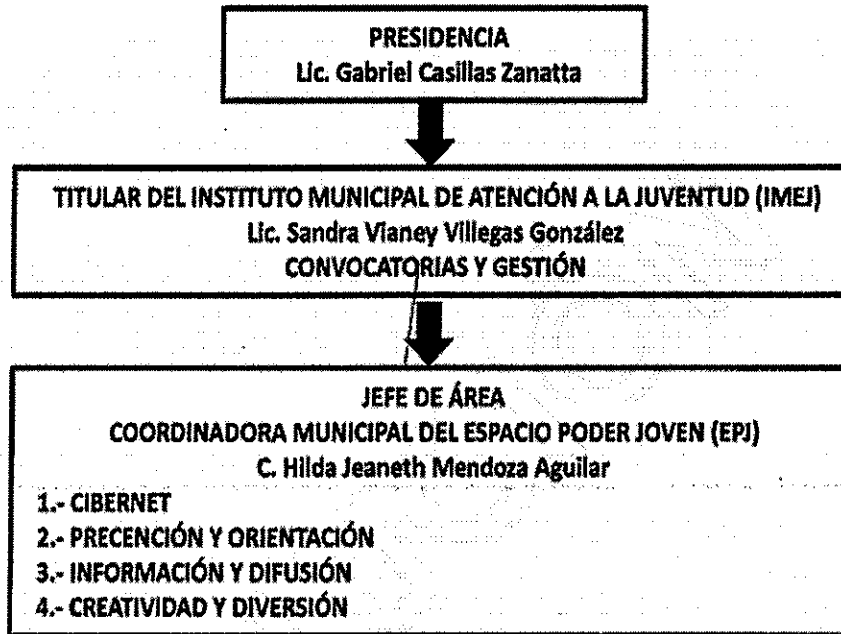 PRESIDENCIA
Lic. Gabriel Casillas Zanatta
TITULAR DEL INSTITUTO MUNICIPAL DE ATENCIÓN A LA JUVENTUD (IMEJ)
Lic. Sandra Vianey Villegas González
CONVOCATORIAS Y GESTIÓN
JEFE DE ÁREA
COORDINADORA MUNICIPAL DEL ESPACIO PODER JOVEN (EPJ)
C. Hilda Jeaneth Mendoza Aguilar
1.- CIBERNET
2.- PRECENCIÓN Y ORIENTACIÓN
3.- INFORMACIÓN Y DIFUSIÓN
4.- CREATIVIDAD Y DIVERSIÓN